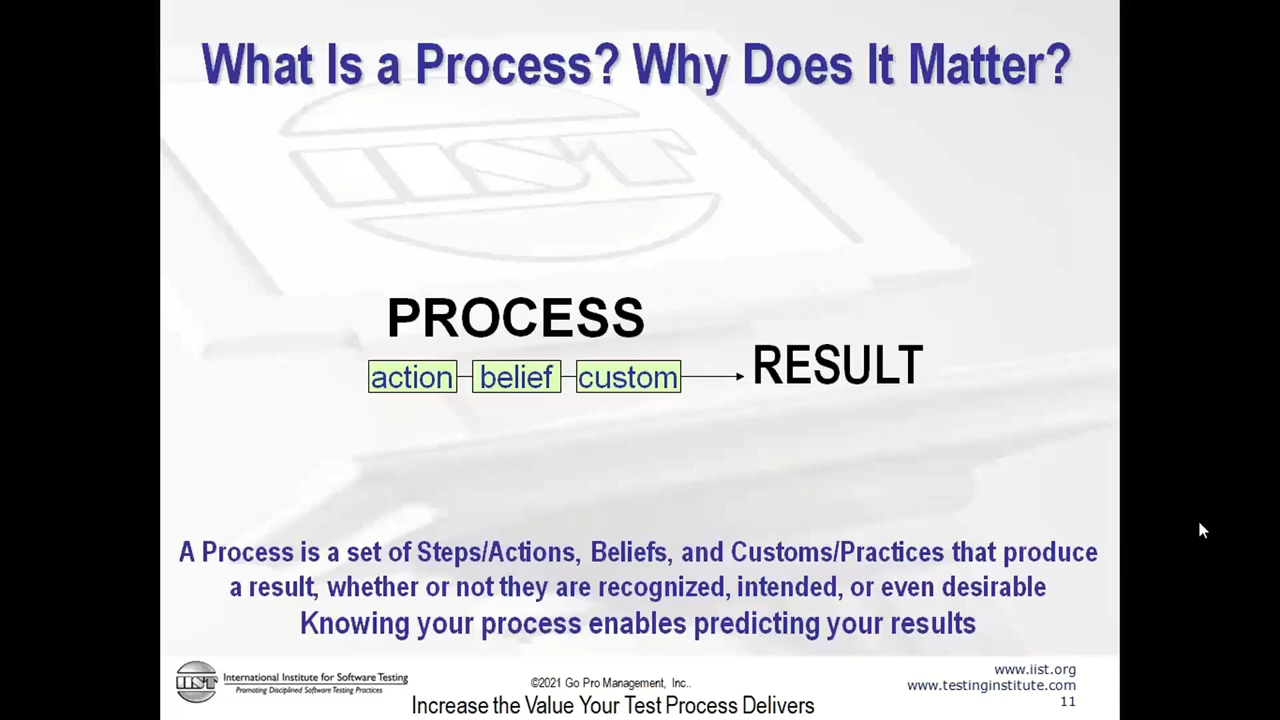 What Is a Process? Why Does It Matter?
IIST
PROCESS
action belief custom
RESULT
A Process is a set of Steps/Actions, Beliefs, and Customs/Practices that produce
a result, whether or not they are recognized, intended, or even desirable
Knowing your process enables predicting your results
IIST
International Institute for Software Testing
Promoting Disciplined Software Testing Practices
©2021 Go Pro Management, Inc..
Increase the Value Your Test Process Delivers
www.iist.org
www.testinginstitute.com
11